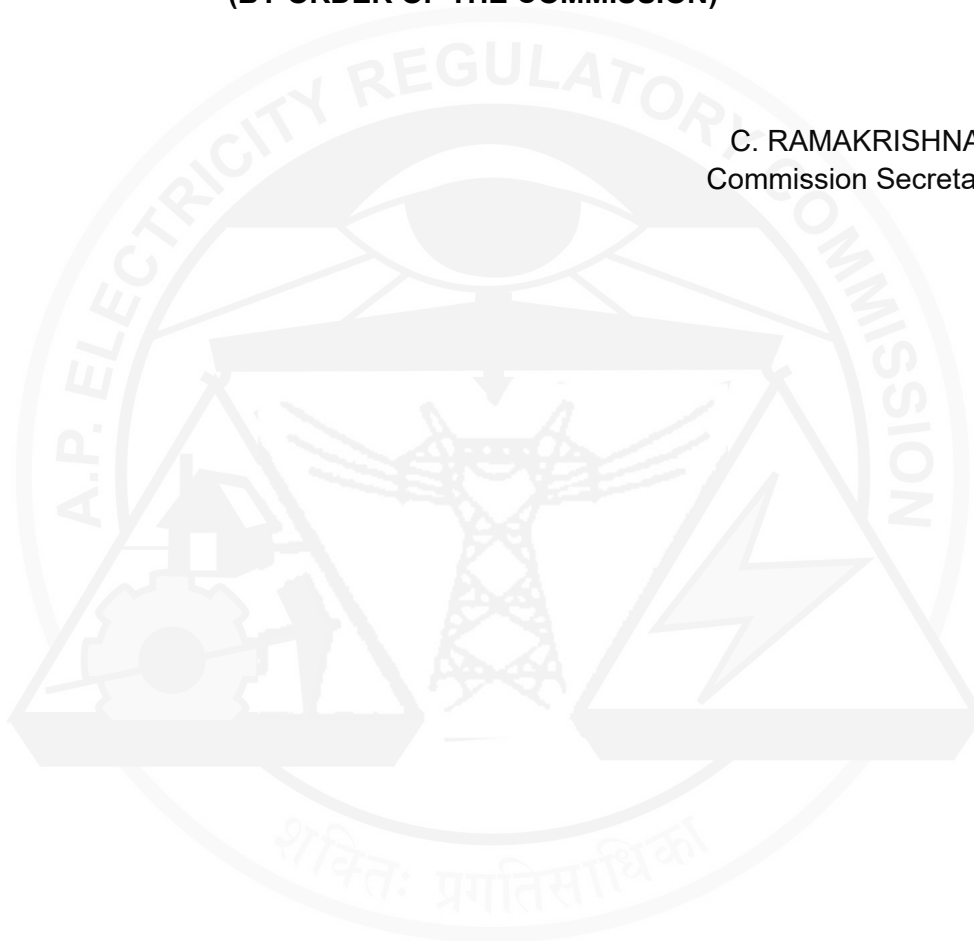 (BY ORDER OF THE COMMISSION)
C. RAMAKRISHNA
Commission Secreta
A.P. ELECTRICITY REGULATORY COMMISSION
शक्तिः प्रगतिसाधिका